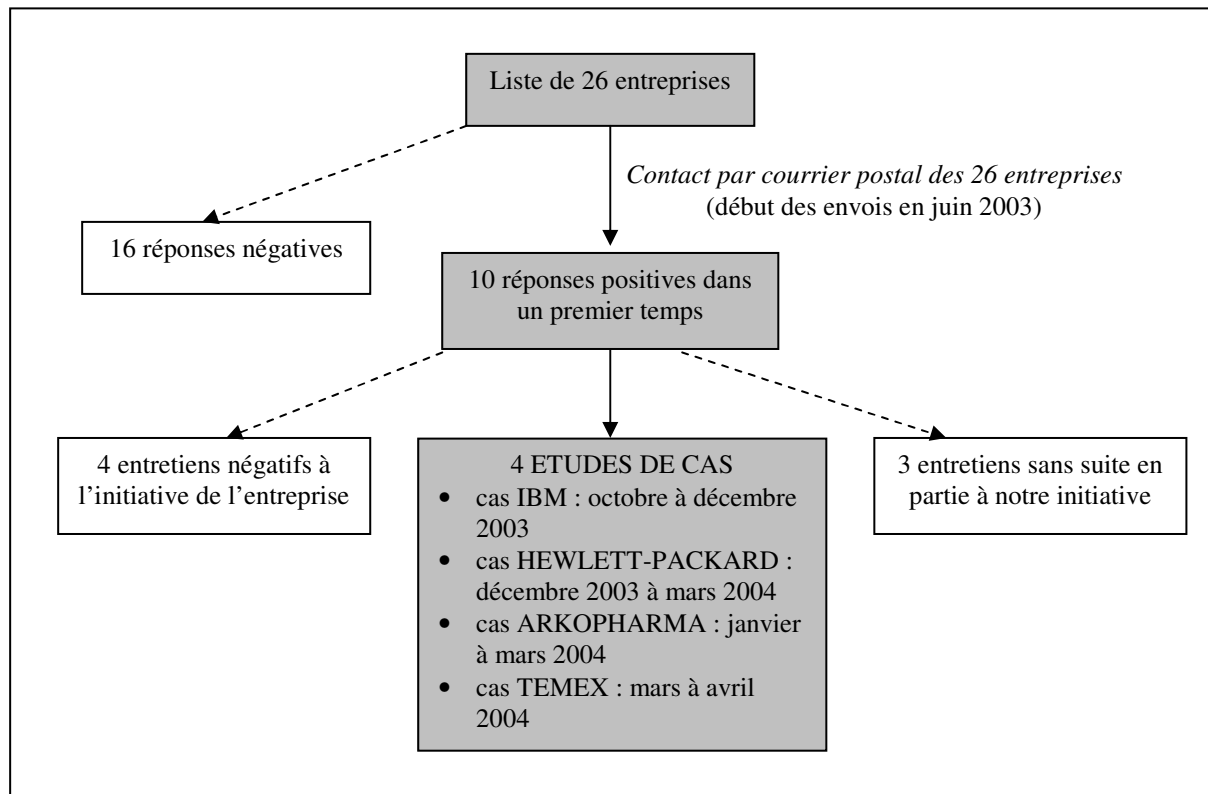 Liste de 26 entreprises
Contact par courrier postal des 26 entreprises
(début des envois en juin 2003)
16 réponses négatives
10 réponses positives dans
un premier temps
4 entretiens négatifs à
l'initiative de l'entreprise
4 ETUDES DE CAS
• cas IBM : octobre à décembre
2003
• cas HEWLETT-PACKARD :
décembre 2003 à mars 2004
• cas ARKOPHARMA : janvier
à mars 2004
• cas TEMEX : mars à avril
2004
3 entretiens sans suite en
partie à notre initiative